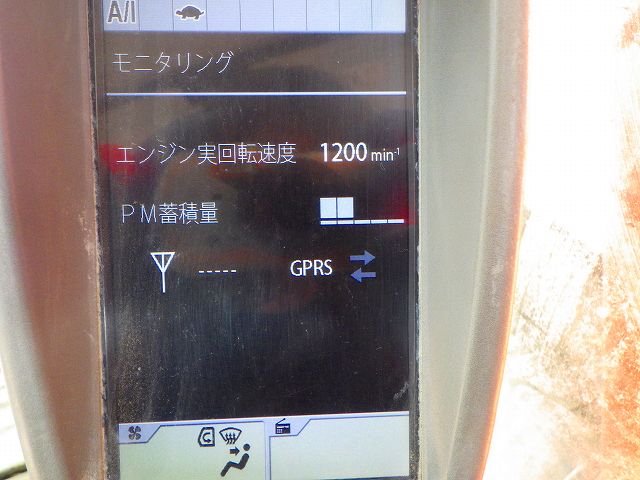 A/I
モニタリング
エンジン実回転速度 1200 min⁻¹
PM蓄積量
----- GPRS